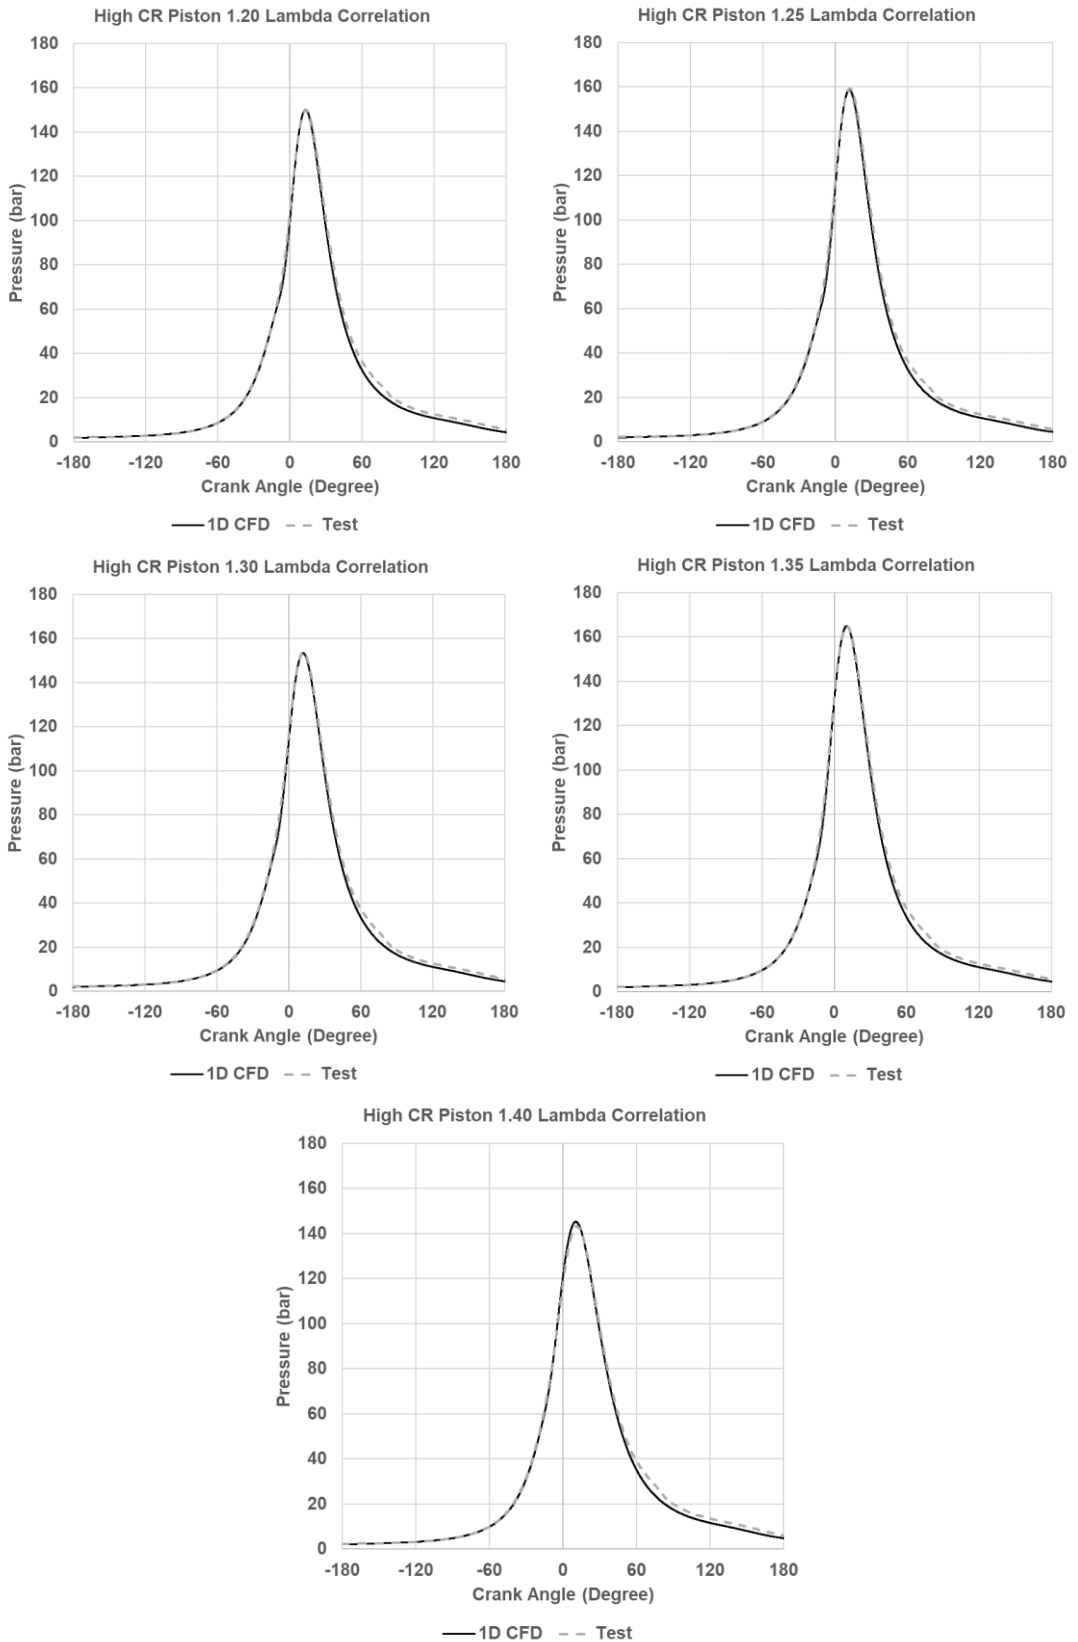 High CR Piston 1.20 Lambda Correlation
180
160
140
120
100
80
60
40
20
0
Pressure (bar)
-180 -120 -60 0 60 120 180
Crank Angle (Degree)
1D CFD Test
High CR Piston 1.25 Lambda Correlation
180
160
140
120
100
80
60
40
20
0
Pressure (bar)
-180 -120 -60 0 60 120 180
Crank Angle (Degree)
1D CFD Test
High CR Piston 1.30 Lambda Correlation
180
160
140
120
100
80
60
40
20
0
Pressure (bar)
-180 -120 -60 0 60 120 180
Crank Angle (Degree)
1D CFD Test
High CR Piston 1.35 Lambda Correlation
180
160
140
120
100
80
60
40
20
0
Pressure (bar)
-180 -120 -60 0 60 120 180
Crank Angle (Degree)
1D CFD Test
High CR Piston 1.40 Lambda Correlation
180
160
140
120
100
80
60
40
20
0
Pressure (bar)
-180 -120 -60 0 60 120 180
Crank Angle (Degree)
1D CFD Test